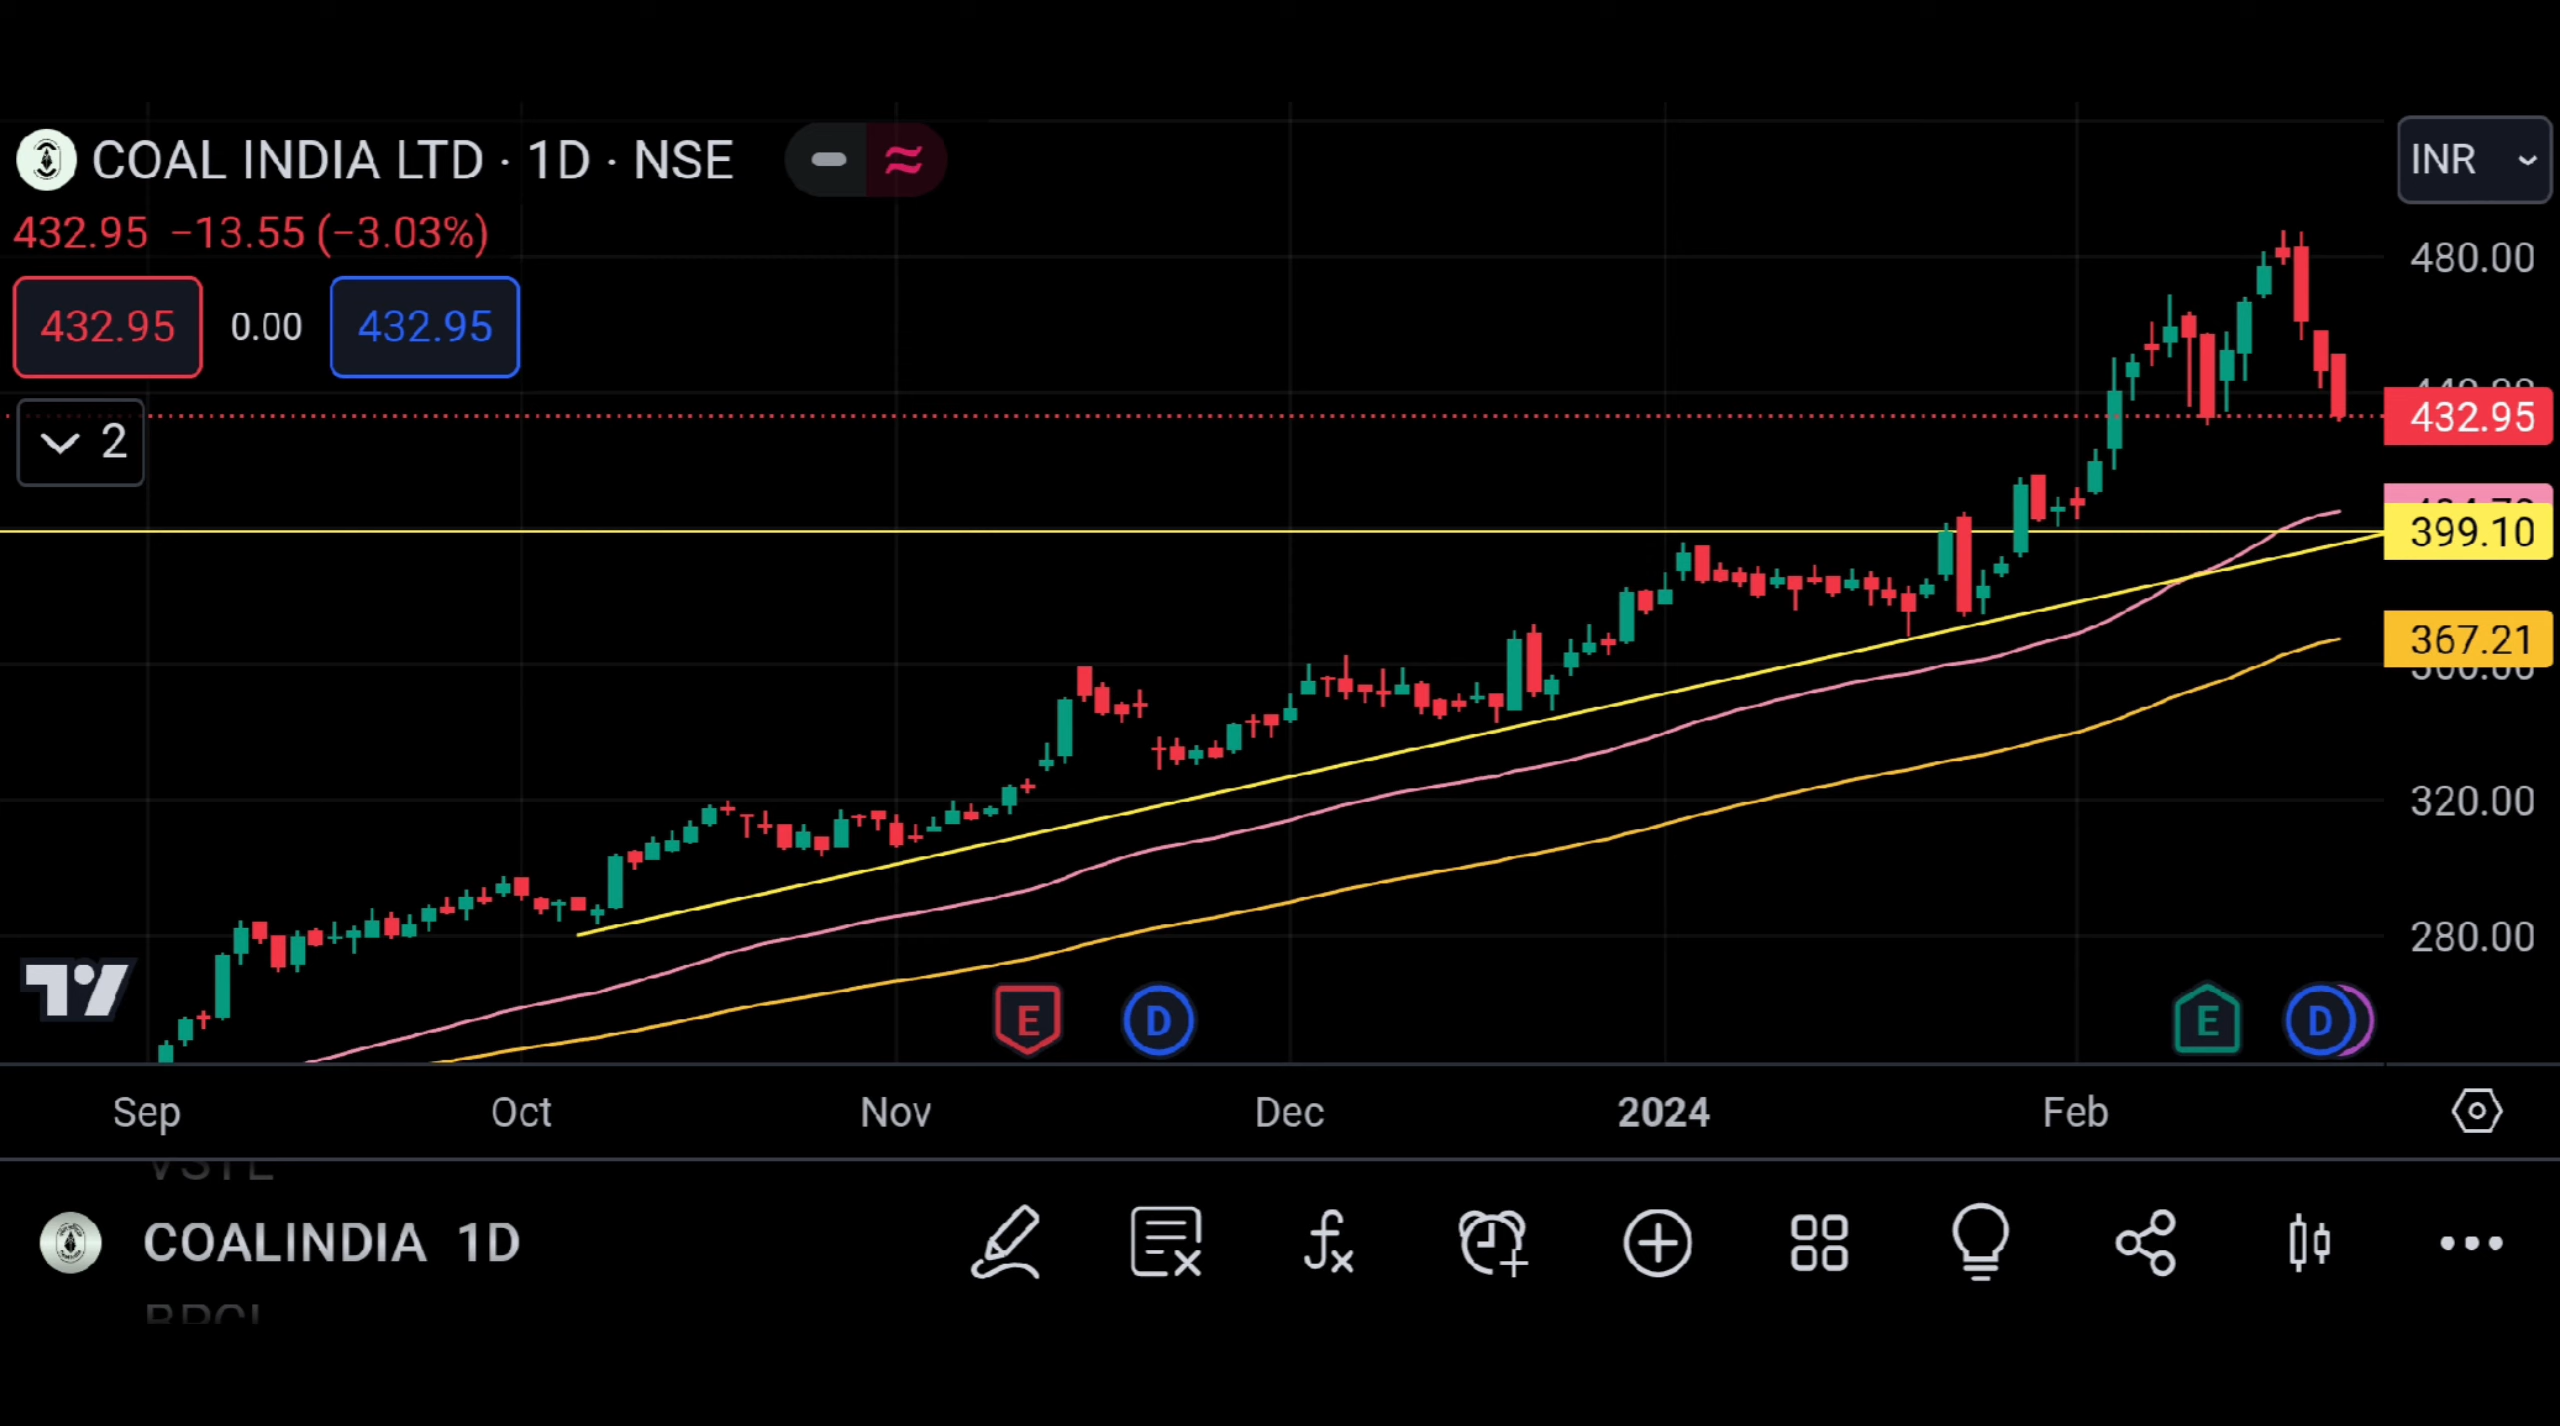 COAL INDIA LTD · 1D · NSE
INR
432.95 −13.55 (−3.03%)
432.95 0.00 432.95
2
480.00
432.95
399.10
367.21
320.00
280.00
E D E D
Sep Oct Nov Dec 2024 Feb
COALINDIA 1D